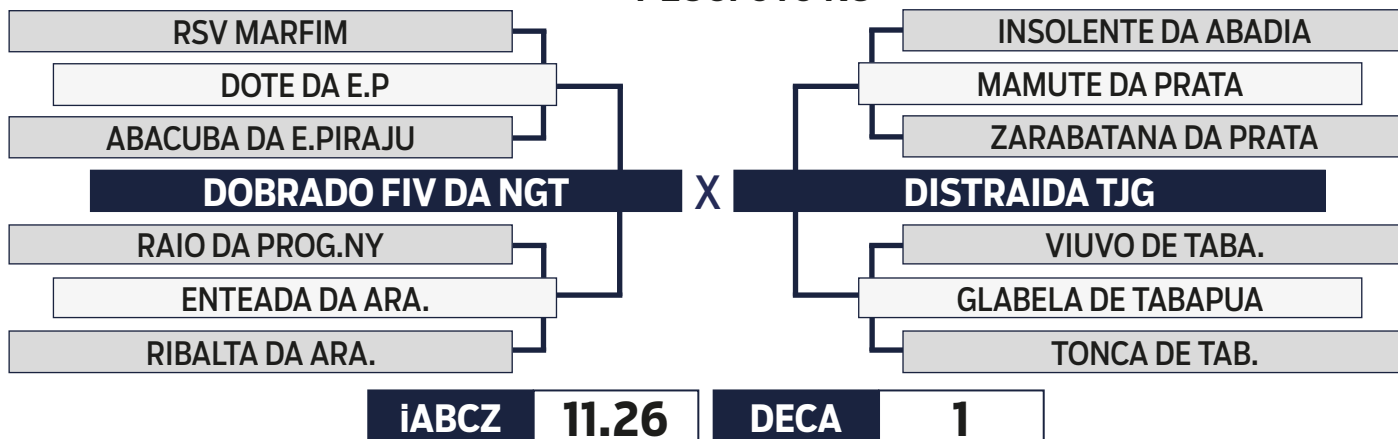 RSV MARFIM
DOTE DA E.P
ABACUBA DA E.PIRAJU
DOBRADO FIV DA NGT
X
DISTRAIDA TJG
RAIO DA PROG.NY
ENTEADA DA ARA.
RIBALTA DA ARA.
INSOLENTE DA ABADIA
MAMUTE DA PRATA
ZARABATANA DA PRATA
VIUVO DE TABA.
GLABELA DE TABAPUA
TONCA DE TAB.
iABCZ 11.26 DECA 1